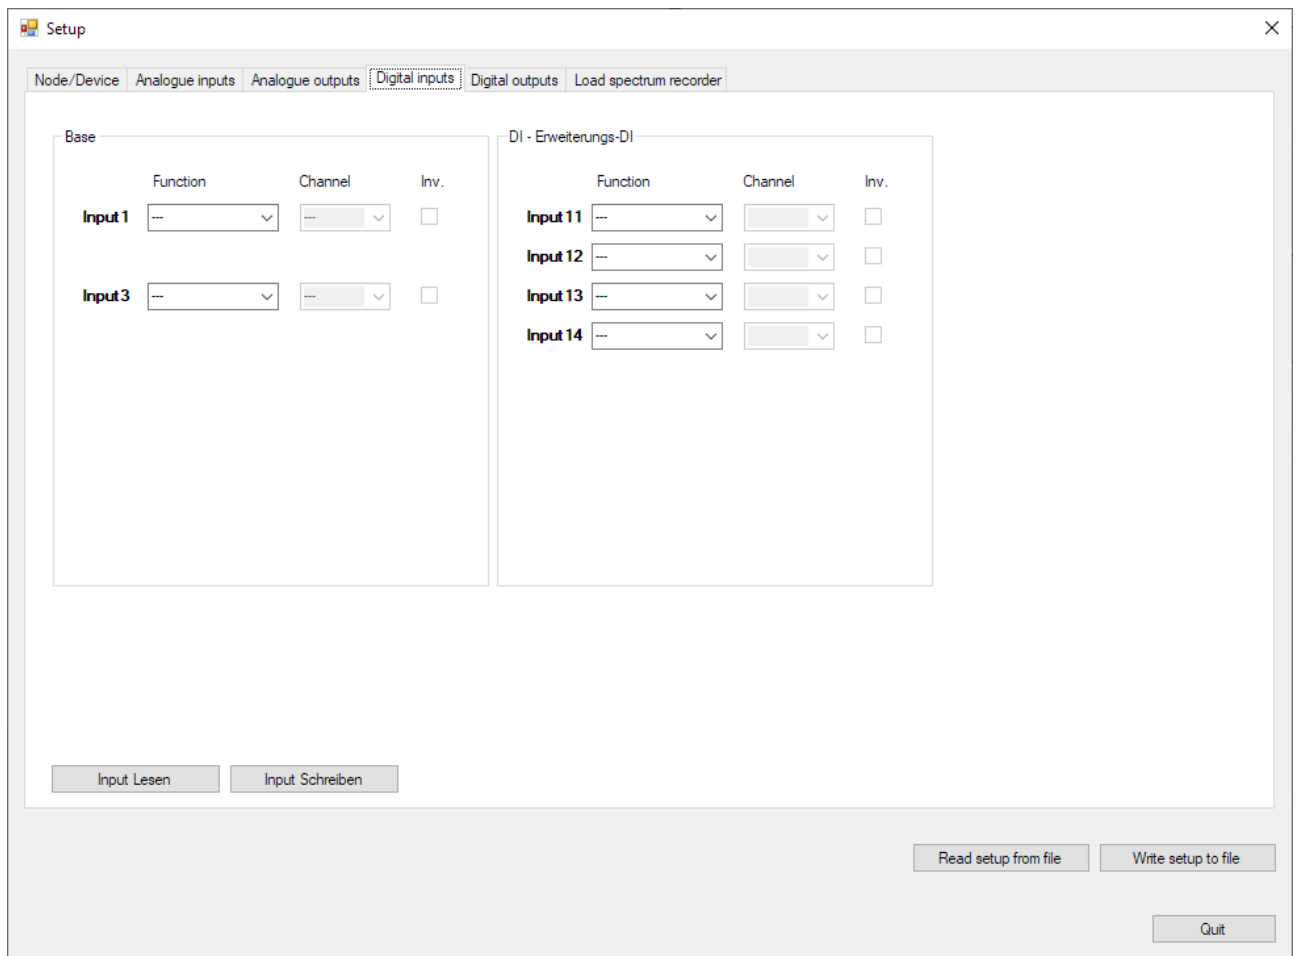 Setup
Node/Device Analogue inputs Analogue outputs Digital inputs Digital outputs Load spectrum recorder
Base
Function Channel Inv.
Input 1 --- ---
Input 3 --- ---
DI - Erweiterungs-DI
Function Channel Inv.
Input 11 ---
Input 12 ---
Input 13 ---
Input 14 ---
Input Lesen Input Schreiben
Read setup from file Write setup to file
Quit